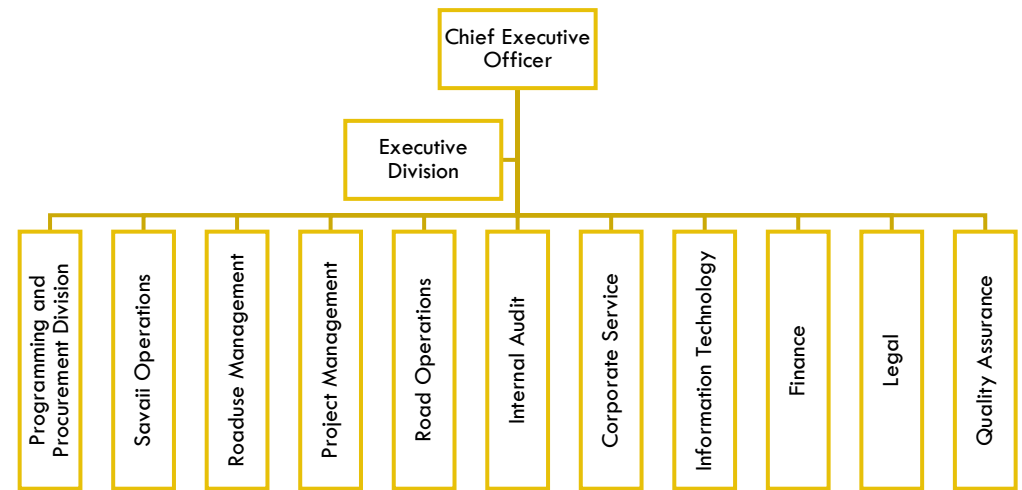 Chief Executive
Officer
Executive
Division
Programming and
Procurement Division
Savaii Operations
Roaduse Management
Project Management
Road Operations
Internal Audit
Corporate Service
Information Technology
Finance
Legal
Quality Assurance